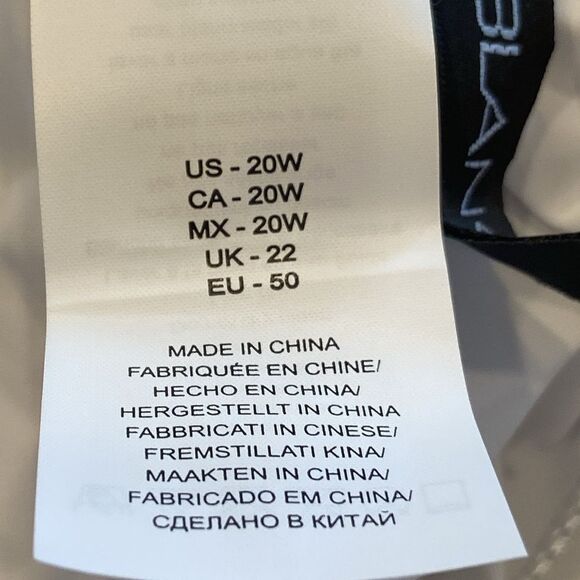 US - 20W
CA - 20W
MX - 20W
UK - 22
EU - 50
MADE IN CHINA
FABRIQUÉE EN CHINE/
HECHO EN CHINA/
HERGESTELLT IN CHINA
FABBRICATI IN CINESE/
FREMSTILLATI KINA/
MAAKTEN IN CHINA/
FABRICADO EM CHINA/
СДЕЛАНО В КИТАЙ